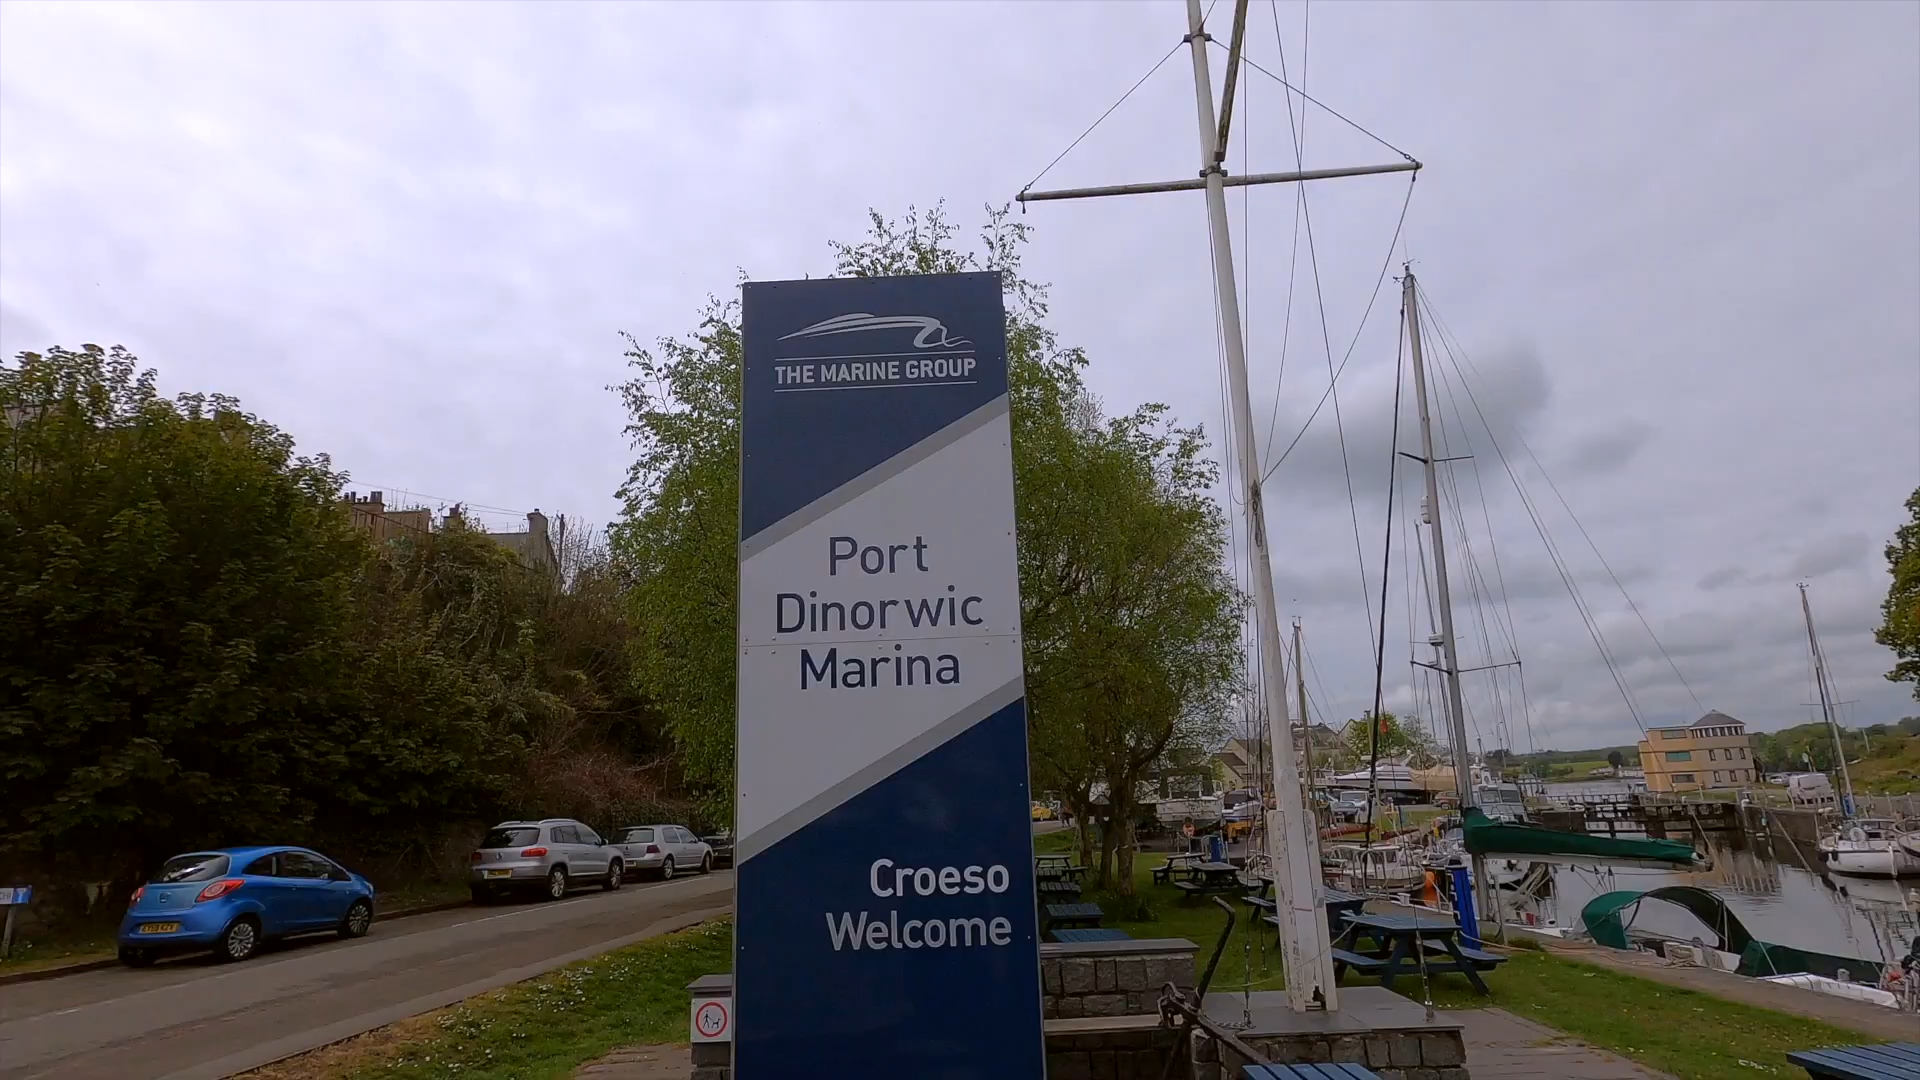 THE MARINE GROUP
Port
Dinorwic
Marina
Croeso
Welcome